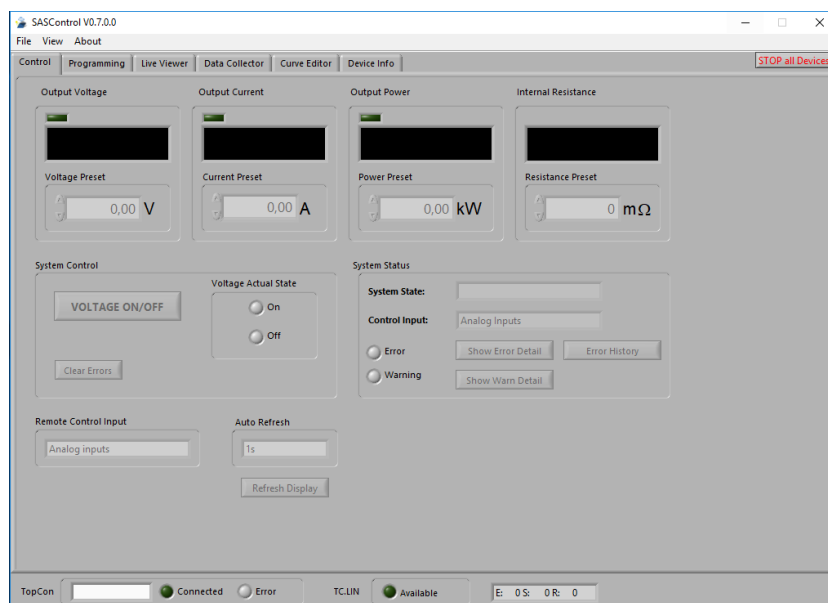 SASControl V0.7.0.0
File View About
Control Programming Live Viewer Data Collector Curve Editor Device Info STOP all Devices
Output Voltage Output Current Output Power Internal Resistance
Voltage Preset Current Preset Power Preset Resistance Preset
0,00 V 0,00 A 0,00 kW 0 mΩ
System Control System Status
Voltage Actual State
System State:
VOLTAGE ON/OFF On
Control Input: Analog Inputs
Off
Error Show Error Detail Error History
Clear Errors
Warning Show Warn Detail
Remote Control Input Auto Refresh
Analog inputs 1s
Refresh Display
TopCon Connected Error TC.LIN Available E: 0 S: 0 R: 0